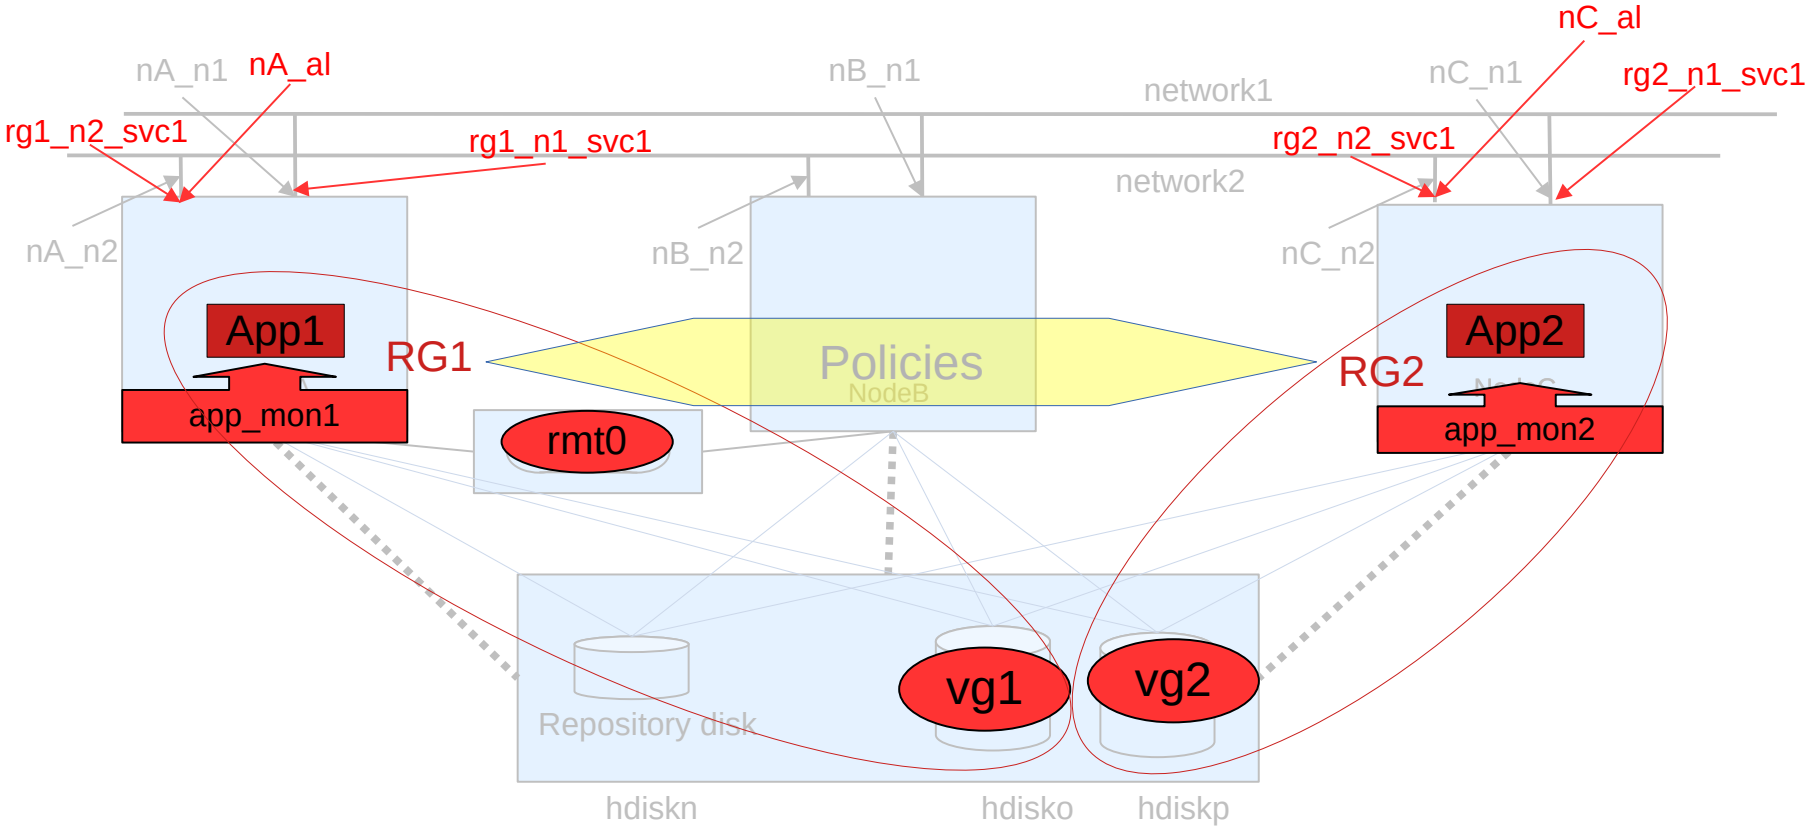 nC_al
nA_n1
nA_al
nB_n1
nC_n1
rg2_n1_svc1
network1
rg1_n2_svc1
rg1_n1_svc1
rg2_n2_svc1
network2
nA_n2
nB_n2
nC_n2
App1
App2
RG1
Policies
RG2
NodeB
NodeC
app_mon1
rmt0
app_mon2
vg1
vg2
Repository disk
hdiskn
hdisko
hdiskp